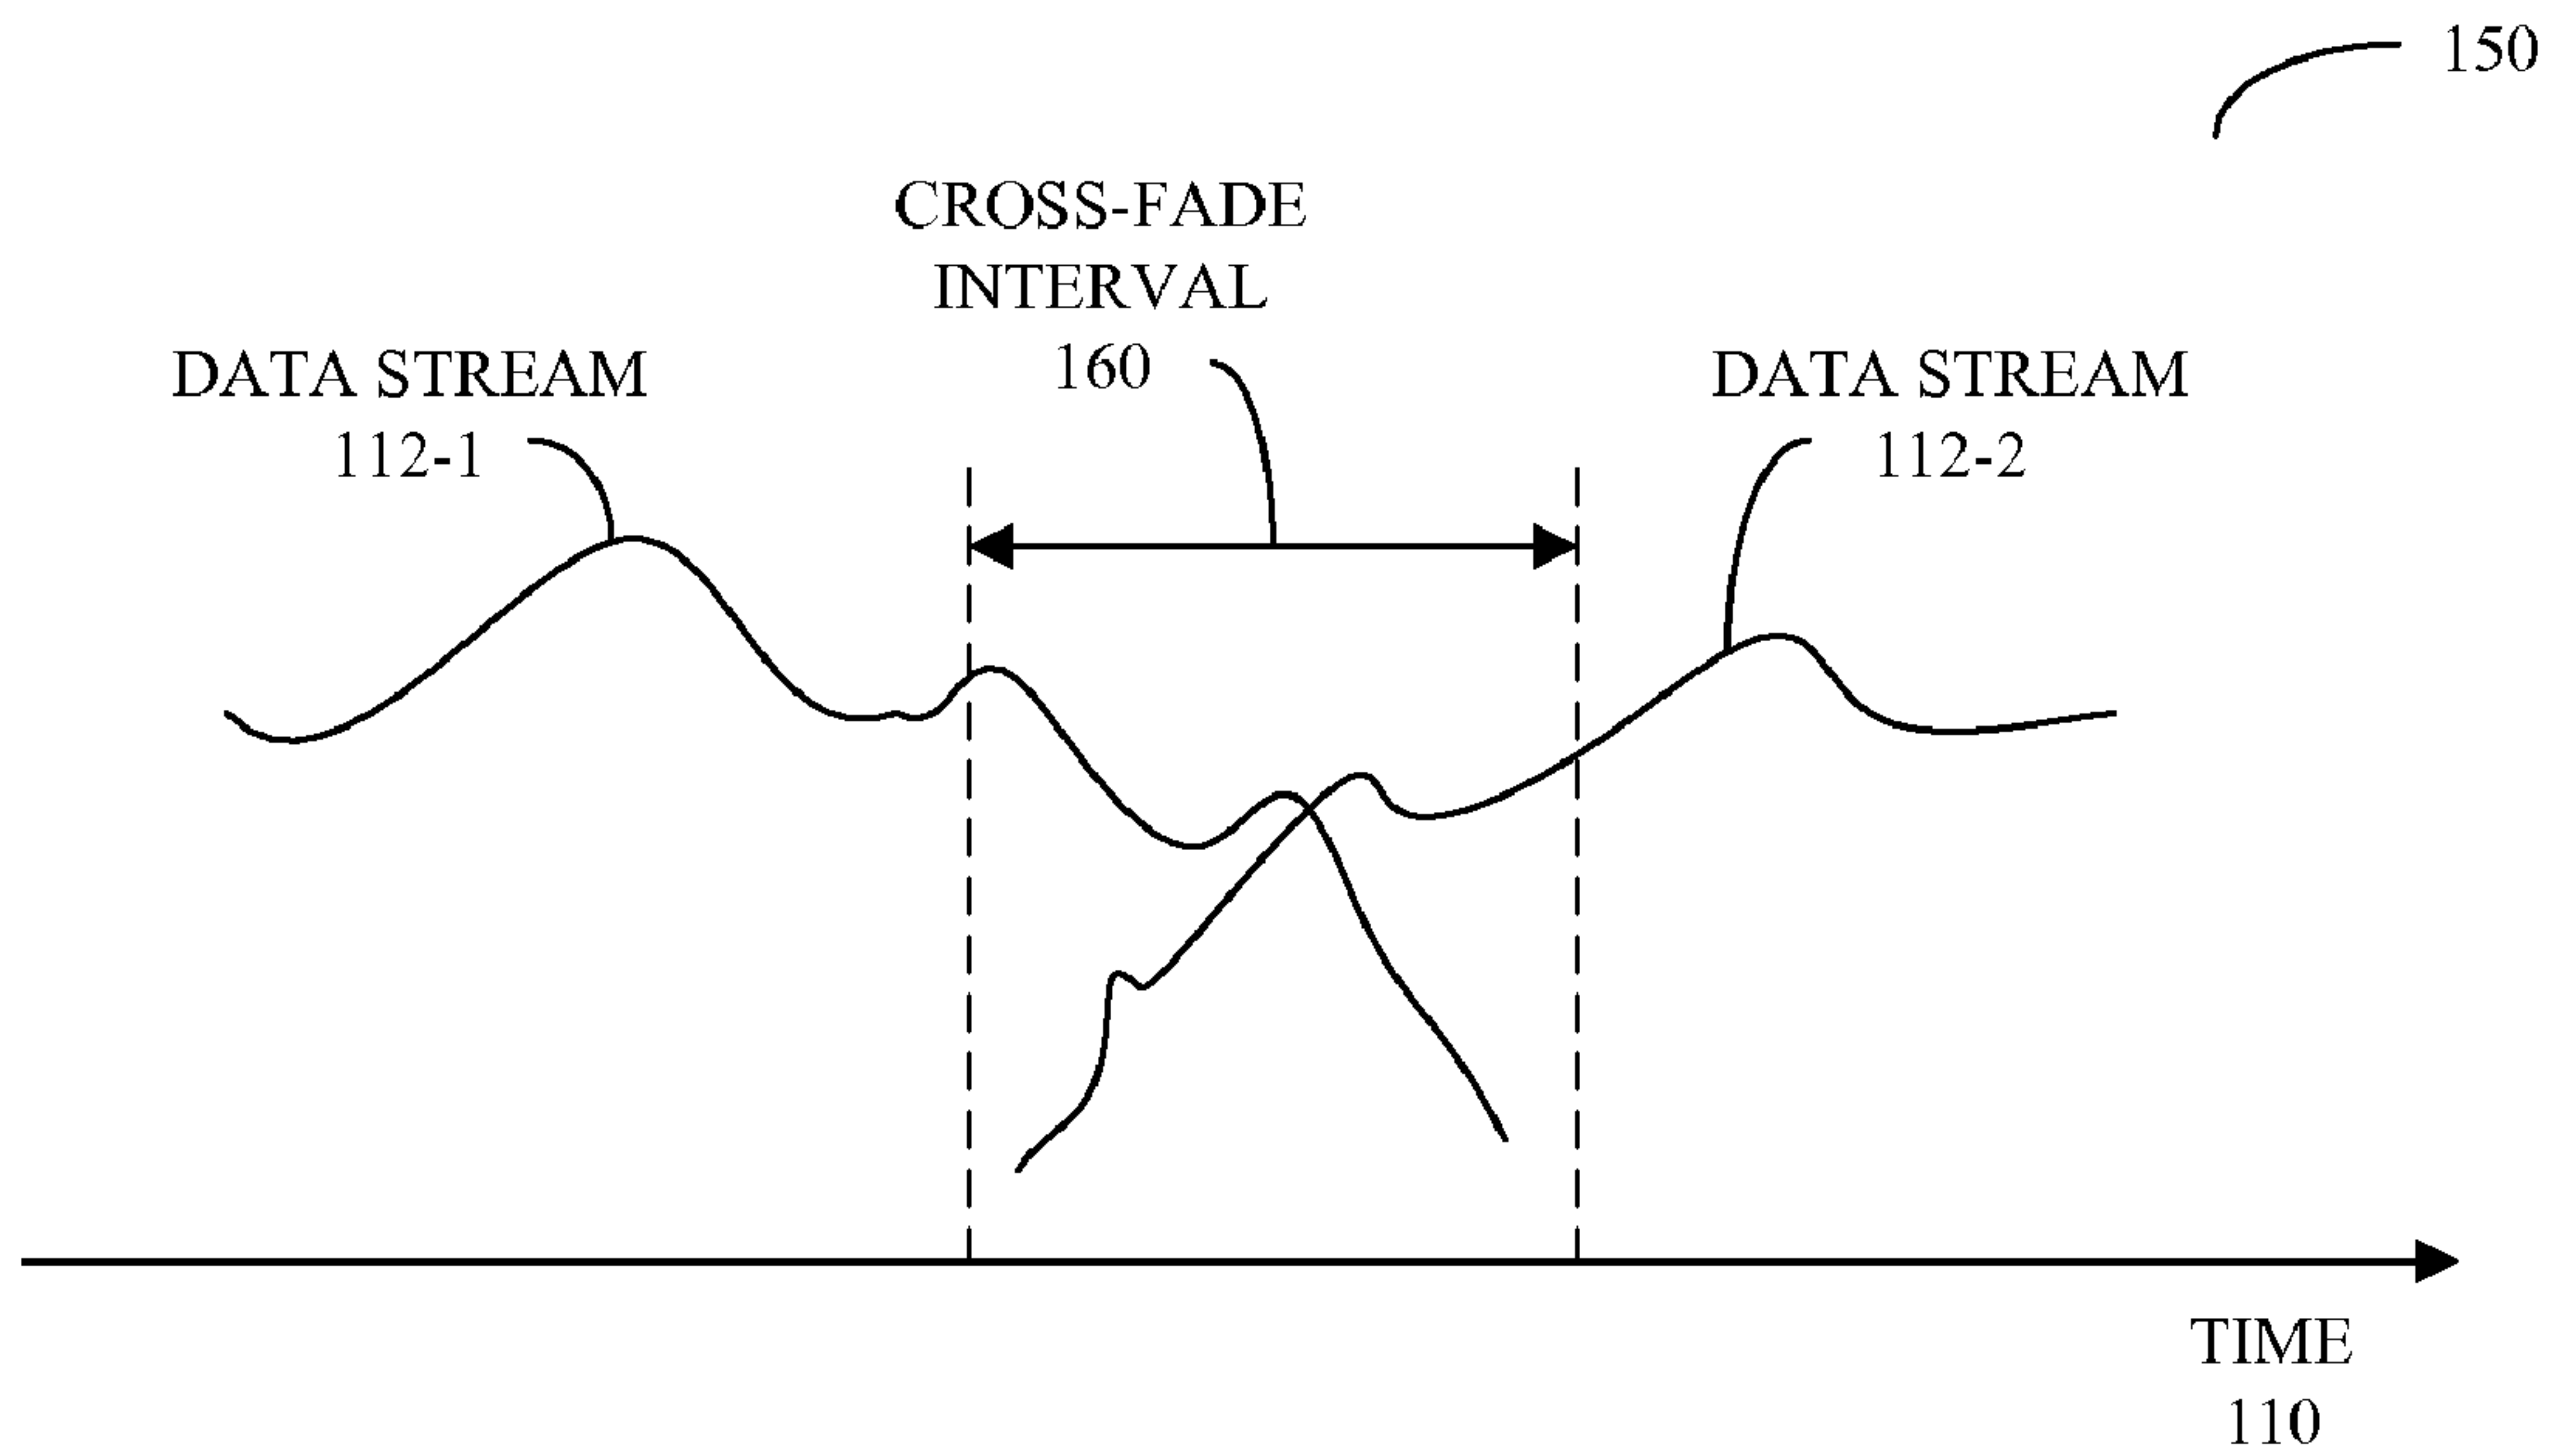 150
CROSS-FADE
INTERVAL
160
DATA STREAM
112-1
DATA STREAM
112-2
TIME
110